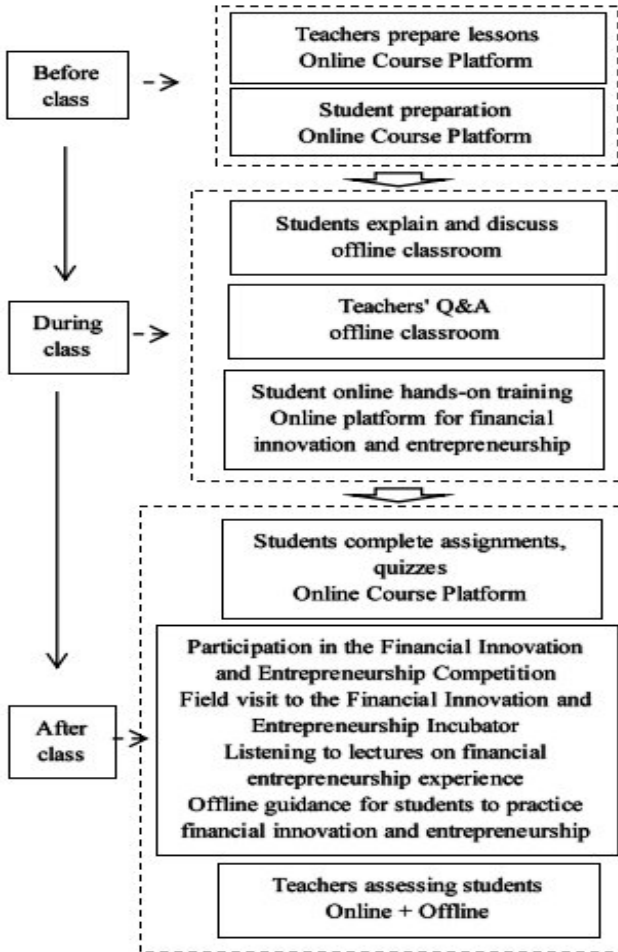 Before
class
Teachers prepare lessons
Online Course Platform
Student preparation
Online Course Platform
During
class
Students explain and discuss
offline classroom
Teachers' Q&A
offline classroom
Student online hands-on training
Online platform for financial
innovation and entrepreneurship
After
class
Students complete assignments,
quizzes
Online Course Platform
Participation in the Financial Innovation
and Entrepreneurship Competition
Field visit to the Financial Innovation and
Entrepreneurship Incubator
Listening to lectures on financial
entrepreneurship experience
Offline guidance for students to practice
financial innovation and entrepreneurship
Teachers assessing students
Online + Offline